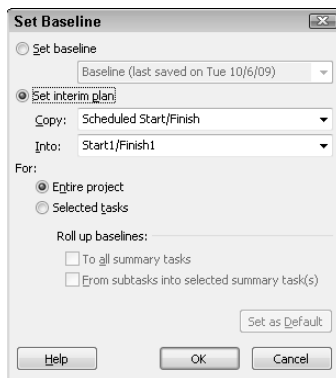 Set Baseline
Set baseline
Baseline (last saved on Tue 10/6/09)
Set interim plan
Copy: Scheduled Start/Finish
Into: Start1/Finish1
For:
Entire project
Selected tasks
Roll up baselines:
To all summary tasks
From subtasks into selected summary task(s)
Set as Default
Help OK Cancel